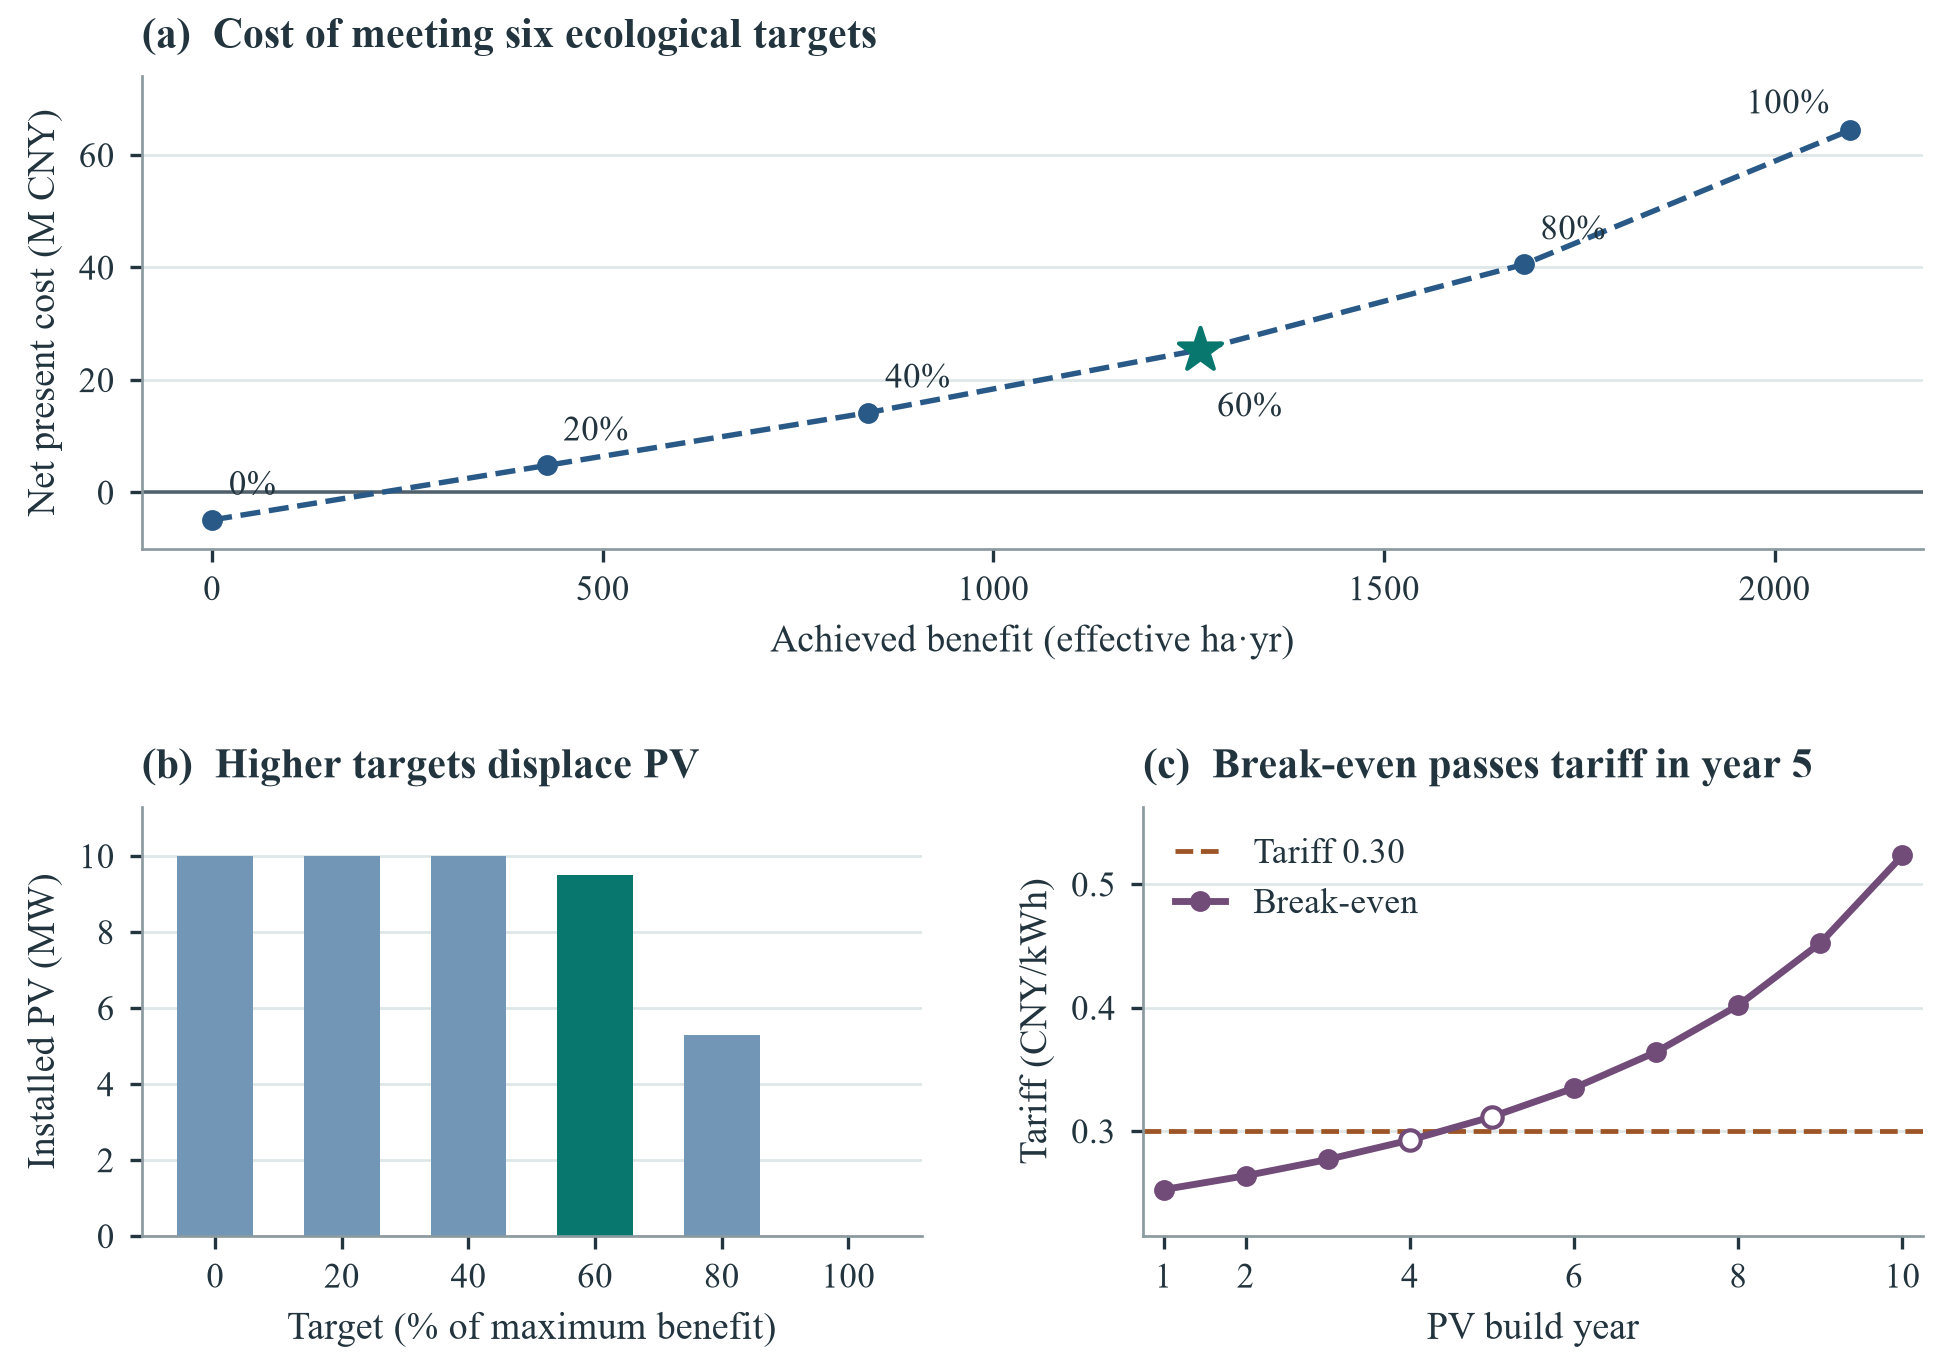 (a) Cost of meeting six ecological targets
Net present cost (M CNY)
60
40
20
0
0%
20%
40%
60%
80%
100%
0 500 1000 1500 2000
Achieved benefit (effective ha·yr)
(b) Higher targets displace PV
Installed PV (MW)
10
8
6
4
2
0
0 20 40 60 80 100
Target (% of maximum benefit)
(c) Break-even passes tariff in year 5
Tariff (CNY/kWh)
Tariff 0.30
Break-even
0.5
0.4
0.3
1 2 4 6 8 10
PV build year